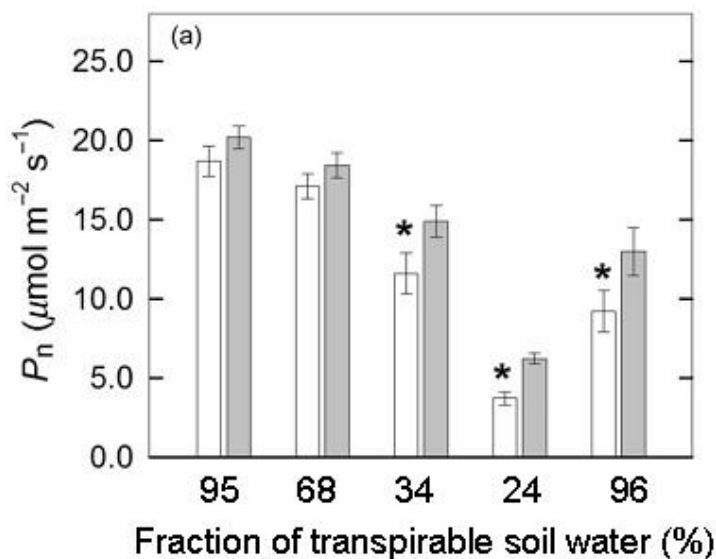 (a)
25.0
20.0
15.0
10.0
5.0
0.0
Pn (μmol m−2 s−1)
* * *
95 68 34 24 96
Fraction of transpirable soil water (%)